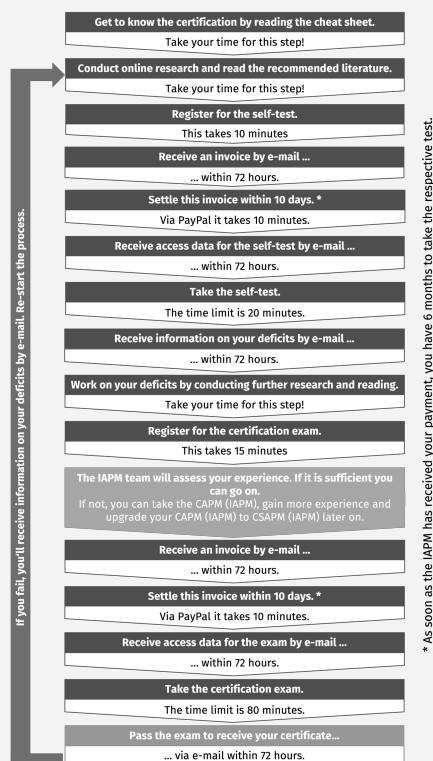 Get to know the certification by reading the cheat sheet.
Take your time for this step!
Conduct online research and read the recommended literature.
Take your time for this step!
Register for the self-test.
This takes 10 minutes
Receive an invoice by e-mail ...
... within 72 hours.
Settle this invoice within 10 days. *
Via PayPal it takes 10 minutes.
Receive access data for the self-test by e-mail ...
... within 72 hours.
Take the self-test.
The time limit is 20 minutes.
Receive information on your deficits by e-mail ...
... within 72 hours.
Work on your deficits by conducting further research and reading.
Take your time for this step!
Register for the certification exam.
This takes 15 minutes
The IAPM team will assess your experience. If it is sufficient you
can go on.
If not, you can take the CAPM (IAPM), gain more experience and
upgrade your CAPM (IAPM) to CSAPM (IAPM) later on.
Receive an invoice by e-mail ...
... within 72 hours.
Settle this invoice within 10 days. *
Via PayPal it takes 10 minutes.
Receive access data for the exam by e-mail ...
... within 72 hours.
Take the certification exam.
The time limit is 80 minutes.
Pass the exam to receive your certificate...
... via e-mail within 72 hours.
If you fail, you'll receive information on your deficits by e-mail. Re-start the process.
* As soon as the IAPM has received your payment, you have 6 months to take the respective test.